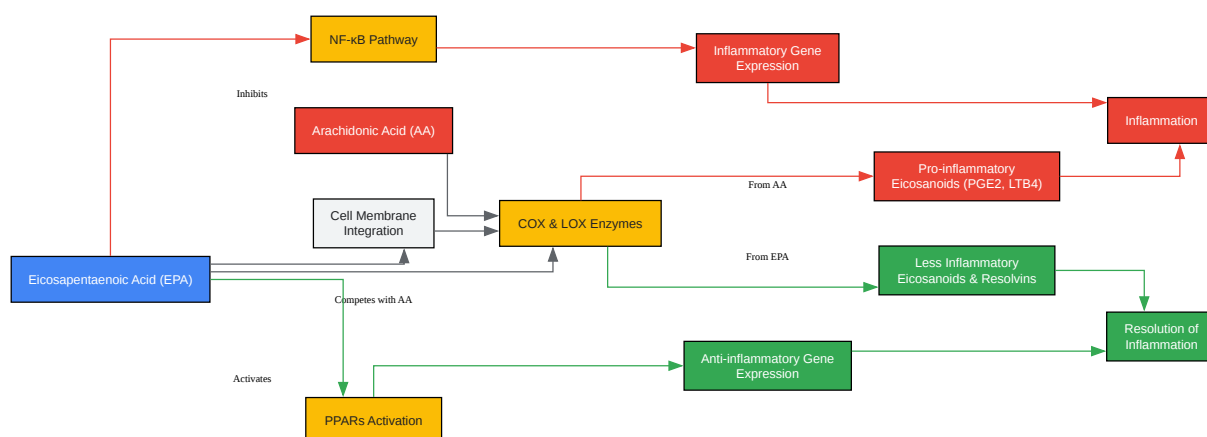 NF-κB Pathway
Inflammatory Gene
Expression
Inhibits
Arachidonic Acid (AA)
Inflammation
Pro-inflammatory
Eicosanoids (PGE2, LTB4)
From AA
Cell Membrane
Integration
COX & LOX Enzymes
From EPA
Less Inflammatory
Eicosanoids & Resolvins
Eicosapentaenoic Acid (EPA)
Competes with AA
Resolution of
Inflammation
Anti-inflammatory Gene
Expression
Activates
PPARs Activation